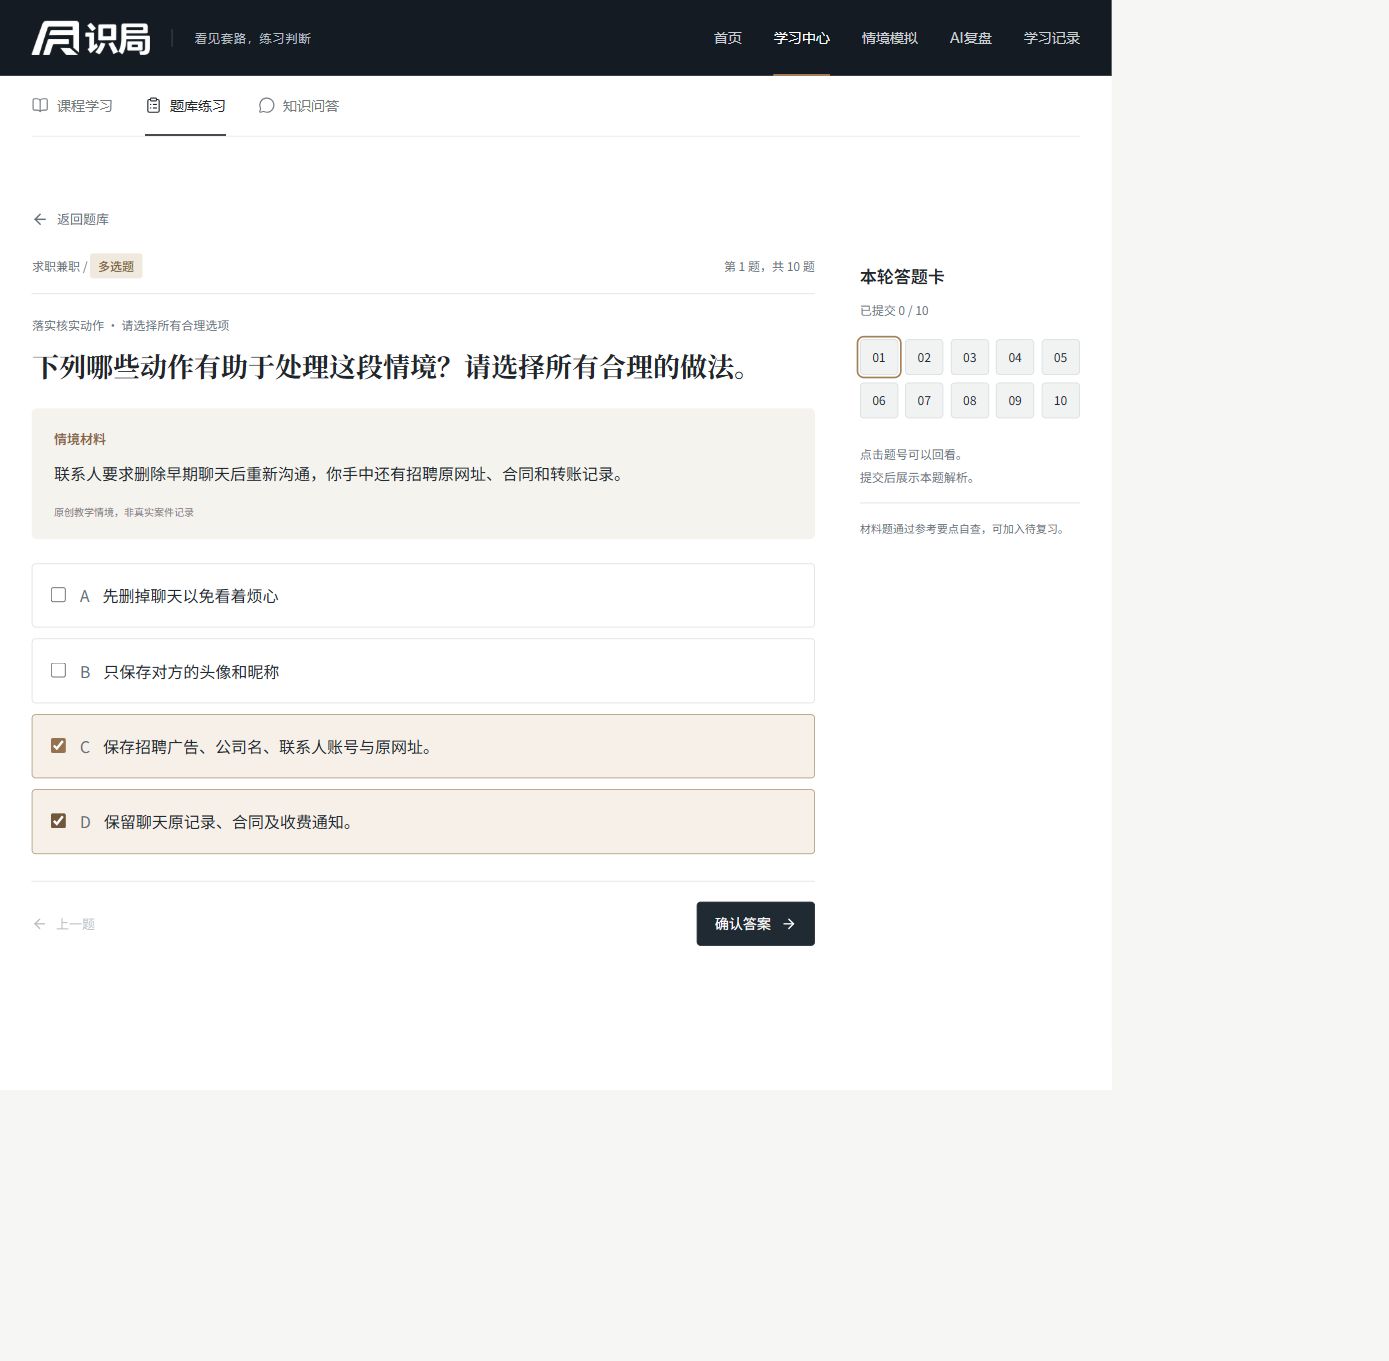 识局
看见套路，练习判断
首页
学习中心
情境模拟
AI复盘
学习记录
课程学习
题库练习
知识问答
返回题库
求职兼职 / 多选题
第 1 题，共 10 题
落实核实动作 · 请选择所有合理选项
下列哪些动作有助于处理这段情境？请选择所有合理的做法。
情境材料
联系人要求删除早期聊天后重新沟通，你手中还有招聘原网址、合同和转账记录。
原创教学情境，非真实案件记录
A 先删掉聊天以免看着烦心
B 只保存对方的头像和昵称
C 保存招聘广告、公司名、联系人账号与原网址。
D 保留聊天原记录、合同及收费通知。
上一题
确认答案
本轮答题卡
已提交 0 / 10
01 02 03 04 05
06 07 08 09 10
点击题号可以回看。
提交后展示本题解析。
材料题通过参考要点自查，可加入待复习。